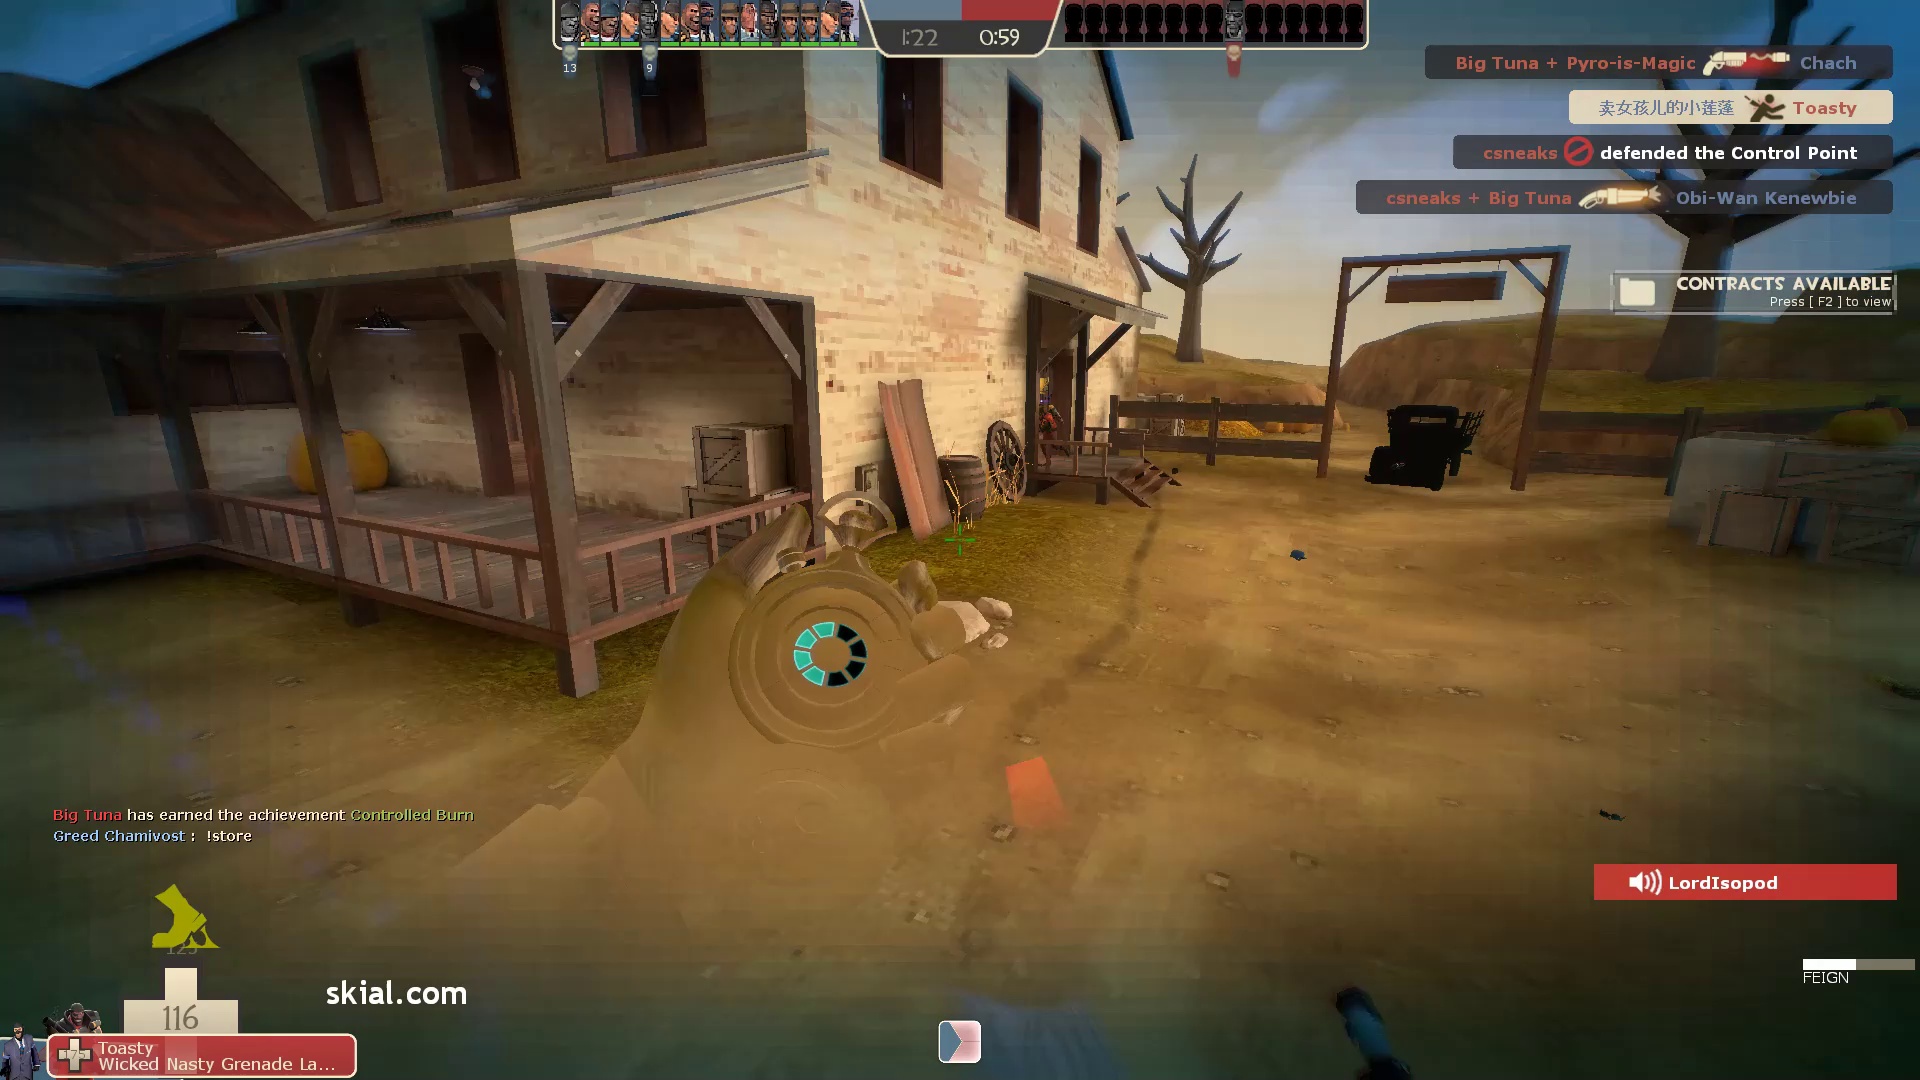 1:22 0:59
13
9
Big Tuna + Pyro-is-Magic Chach
卖女孩儿的小莲蓬 Toasty
csneaks defended the Control Point
csneaks + Big Tuna Obi-Wan Kenewbie
CONTRACTS AVAILABLE
Press [ F2 ] to view
Big Tuna has earned the achievement Controlled Burn
Greed Chamivost : !store
LordIsopod
FEIGN
skial.com
125
116
175
Toasty
Wicked Nasty Grenade La...